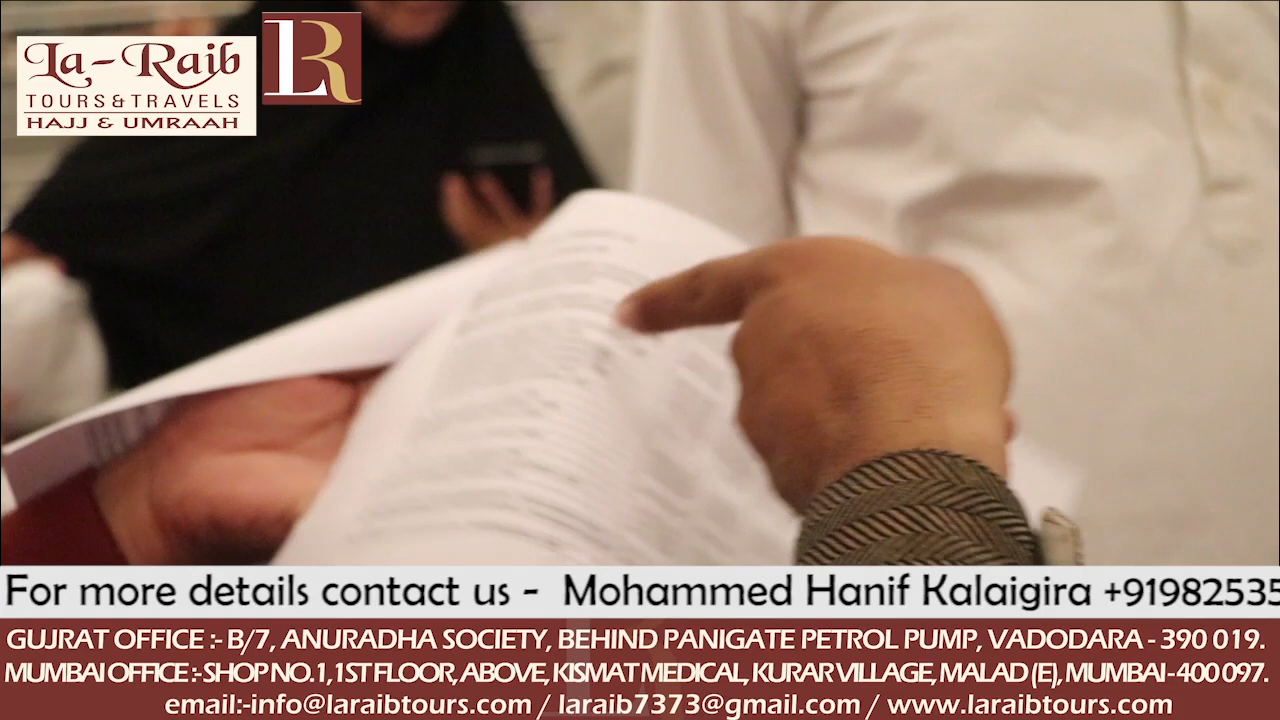 La-Raib
TOURS&TRAVELS
HAJJ & UMRAAH
LR
For more details contact us - Mohammed Hanif Kalaigira +91982535
GUJRAT OFFICE :- B/7, ANURADHA SOCIETY, BEHIND PANIGATE PETROL PUMP, VADODARA - 390 019.
MUMBAI OFFICE :- SHOP NO. 1, 1ST FLOOR, ABOVE, KISMAT MEDICAL, KURAR VILLAGE, MALAD (E), MUMBAI - 400 097.
email:-info@laraibtours.com / laraib7373@gmail.com / www.laraibtours.com